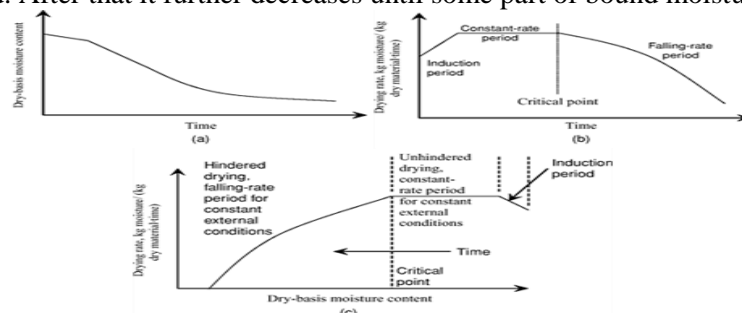 After that it further decreases until some part of bound moistu
Dry-basis moisture content
Time
(a)
Drying rate, kg moisture/ (kg
dry material·time)
Constant-rate
period
Induction
period
Falling-rate
period
Critical point
Time
(b)
Drying rate, kg moisture/ (kg
dry material·time)
Hindered
drying,
falling-rate
period for
constant
external
conditions
Unhindered
drying,
constant-
rate period
for constant
external
conditions
Induction
period
Time
Critical
point
Dry-basis moisture content
(c)